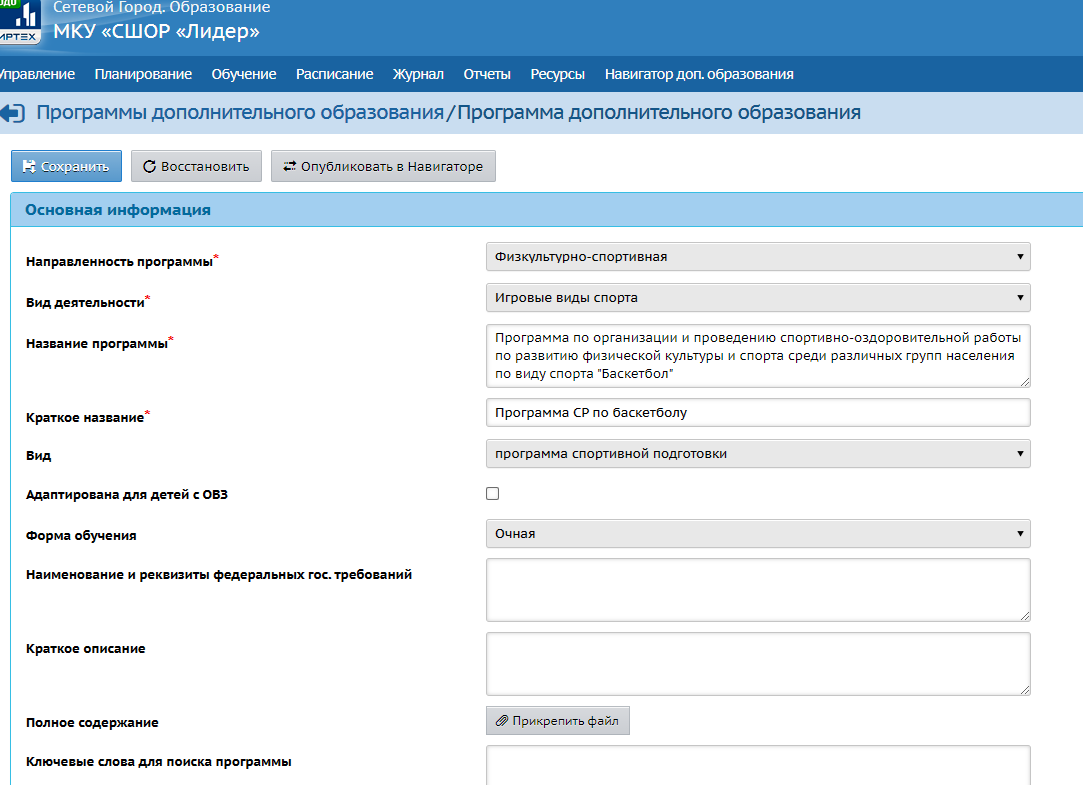 Сетевой Город. Образование
ИРТЕХ
МКУ «СШОР «Лидер»
Управление Планирование Обучение Расписание Журнал Отчеты Ресурсы Навигатор доп. образования
Программы дополнительного образования/Программа дополнительного образования
Сохранить Восстановить Опубликовать в Навигаторе
Основная информация
Направленность программы* Физкультурно-спортивная
Вид деятельности* Игровые виды спорта
Название программы* Программа по организации и проведению спортивно-оздоровительной работы
по развитию физической культуры и спорта среди различных групп населения
по виду спорта "Баскетбол"
Краткое название* Программа СР по баскетболу
Вид программа спортивной подготовки
Адаптирована для детей с ОВЗ
Форма обучения Очная
Наименование и реквизиты федеральных гос. требований
Краткое описание
Полное содержание Прикрепить файл
Ключевые слова для поиска программы